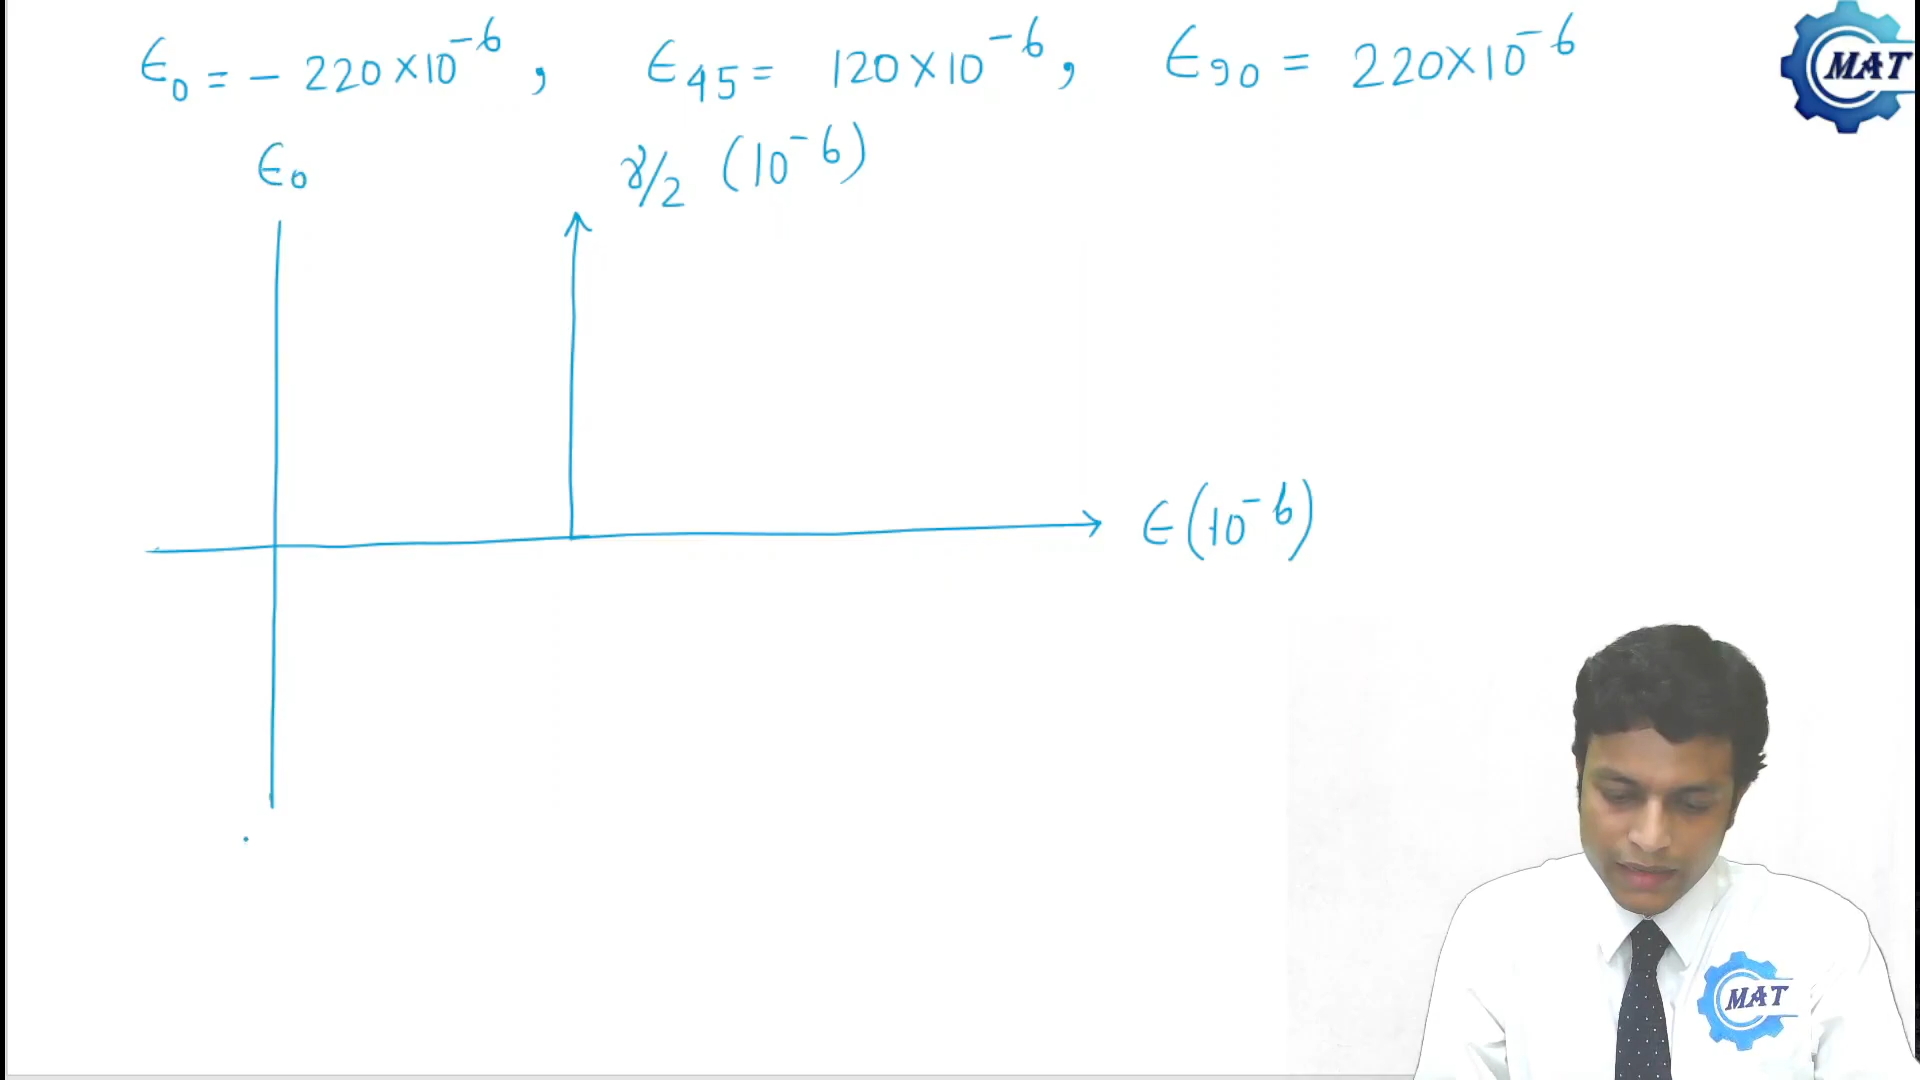 ϵ₀ = - 220×10⁻⁶, ϵ₄₅ = 120×10⁻⁶, ϵ₉₀ = 220×10⁻⁶
MAT
ϵ₀ γ/2 (10⁻⁶)
ϵ(10⁻⁶)
MAT